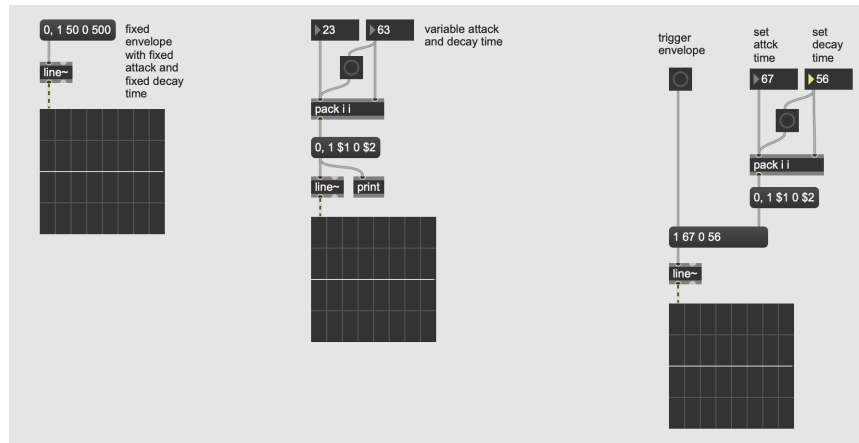 0, 1 50 0 500
fixed
envelope
with fixed
attack and
fixed decay
time
line~
23
63
variable attack
and decay time
pack i i
0, 1 $1 0 $2
line~
print
trigger
envelope
set
attck
time
set
decay
time
67
56
pack i i
0, 1 $1 0 $2
1 67 0 56
line~